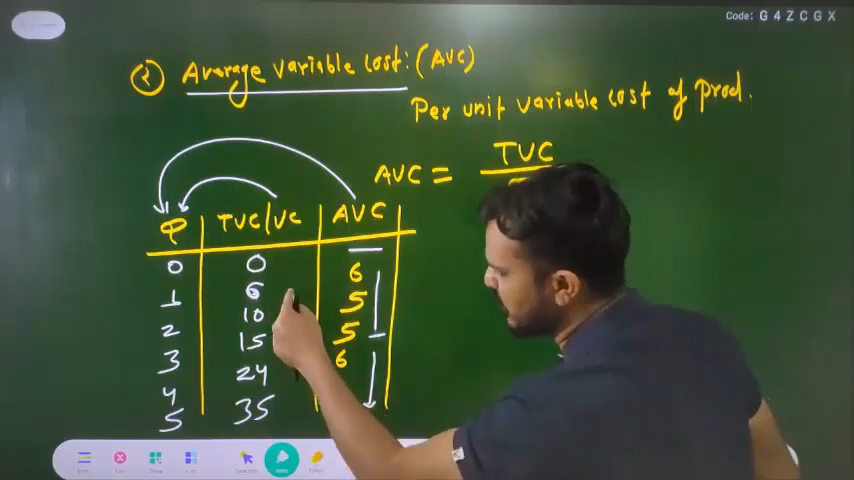 Code: G 4 Z C G X
② Average variable cost: (AVC)
Per unit variable cost of prod.
AVC = TVC
Q TVC/VC AVC
0 0 —
1 6 6
2 10 5
3 15 5
4 24 6
5 35